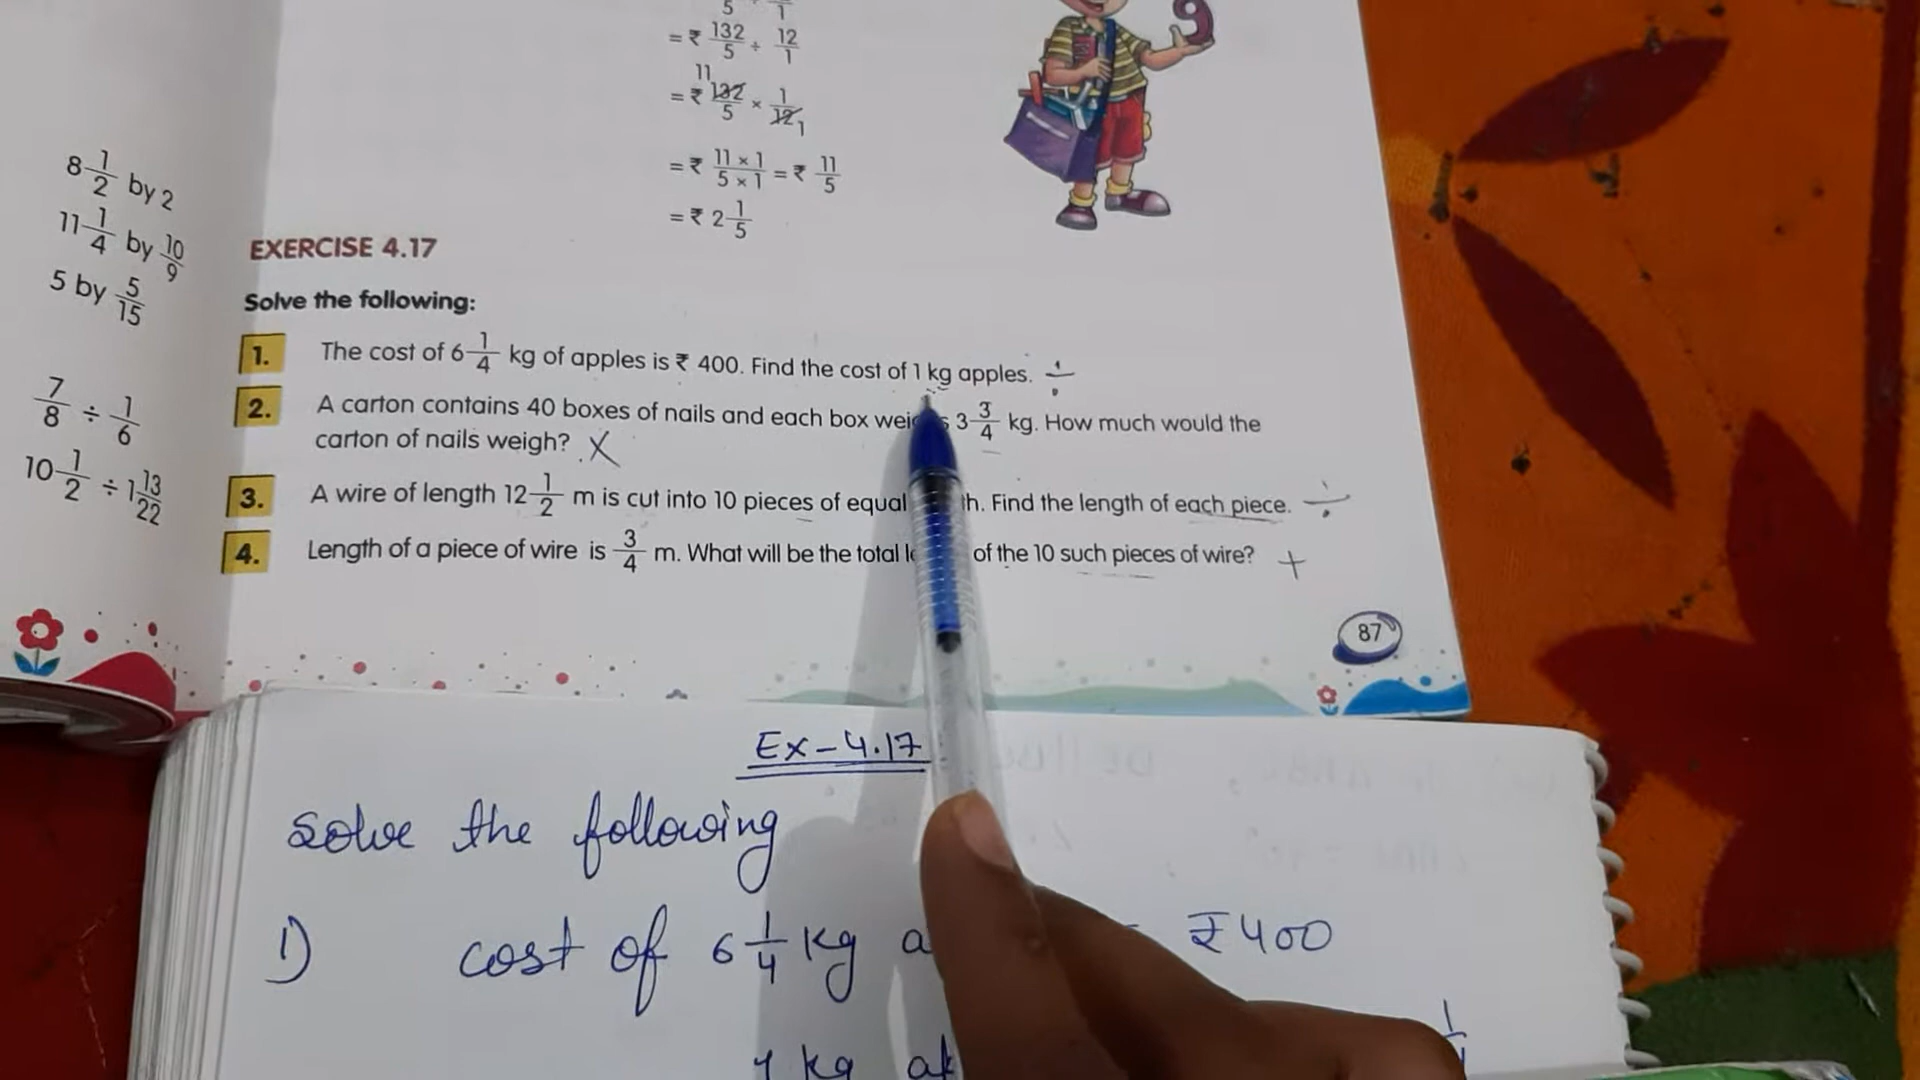 8 1/2 by 2
11 1/4 by 10/9
5 by 5/15
7/8 ÷ 1/6
10 1/2 ÷ 1 13/22
5 1
= ₹ 132/5 ÷ 12/1
11
= ₹ 132/5 × 1/12 1
= ₹ 11 × 1/5 × 1 = ₹ 11/5
= ₹ 2 1/5
9
EXERCISE 4.17
Solve the following:
1. The cost of 6 1/4 kg of apples is ₹ 400. Find the cost of 1 kg apples. ÷
2. A carton contains 40 boxes of nails and each box 3 3/4 kg. How much would the
carton of nails weigh? ×
3. A wire of length 12 1/2 m is cut into 10 pieces of equal . Find the length of each piece. ÷
4. Length of a piece of wire is 3/4 m. What will be the total of the 10 such pieces of wire? +
87
Ex - 4.17
Solve the following
1) cost of 6 1/4 kg ₹ 400
1 kg